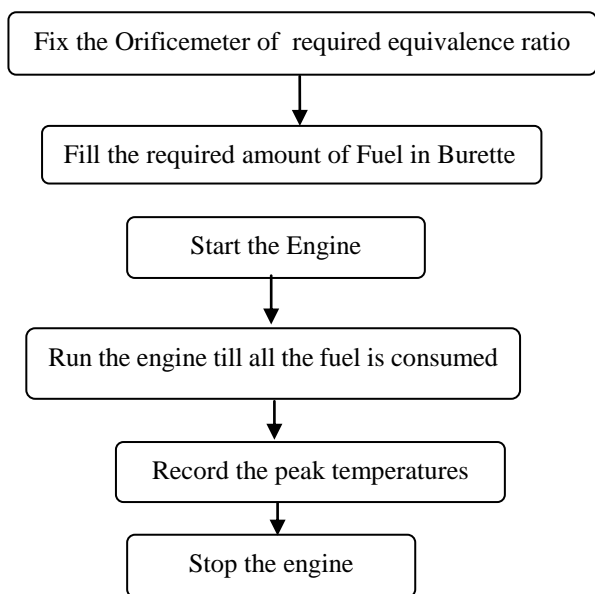 Fix the Orificemeter of required equivalence ratio
Fill the required amount of Fuel in Burette
Start the Engine
Run the engine till all the fuel is consumed
Record the peak temperatures
Stop the engine